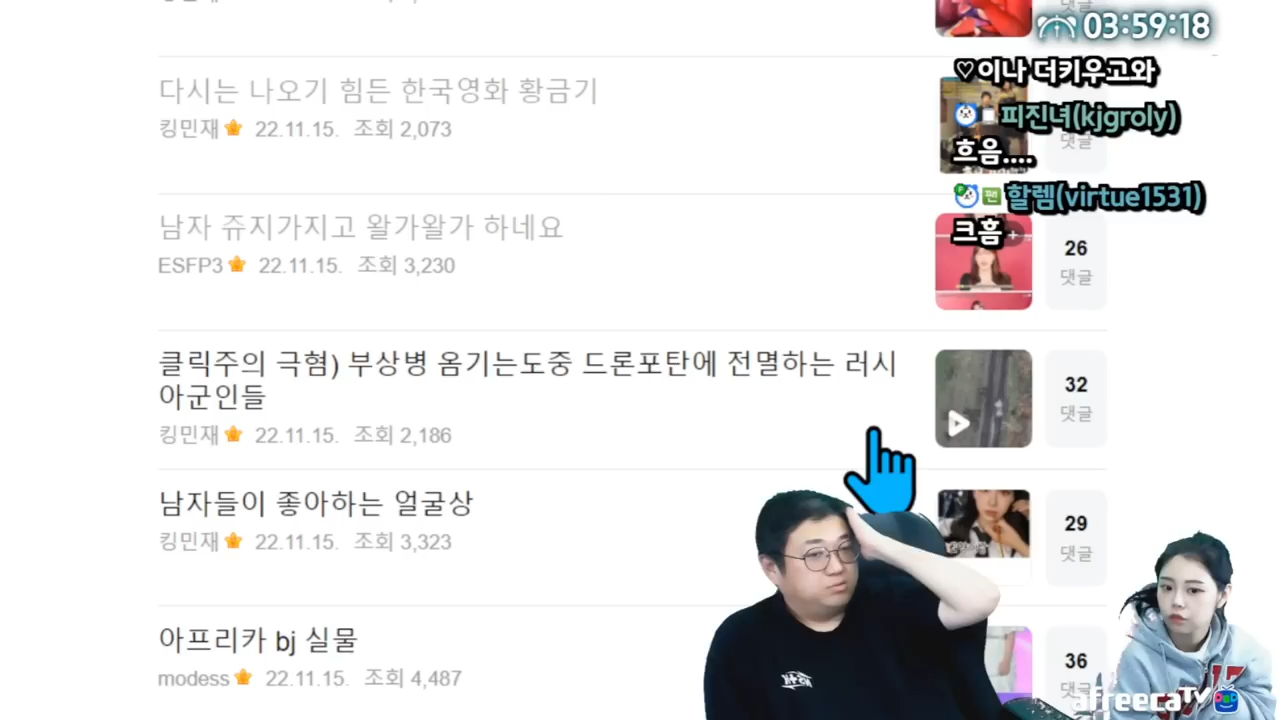 03:59:18
♡이나 더키우고와
다시는 나오기 힘든 한국영화 황금기
킹민재 22.11.15. 조회 2,073
피진녀(kjgroly)
댓글
흐음....
할렘(virtue1531)
크흠
남자 쥬지가지고 왈가왈가 하네요
ESFP3 22.11.15. 조회 3,230
26
댓글
클릭주의 극혐) 부상병 옮기는도중 드론포탄에 전멸하는 러시
아군인들
킹민재 22.11.15. 조회 2,186
32
댓글
남자들이 좋아하는 얼굴상
킹민재 22.11.15. 조회 3,323
29
댓글
아프리카 bj 실물
modess 22.11.15. 조회 4,487
36
댓글
afreecaTV